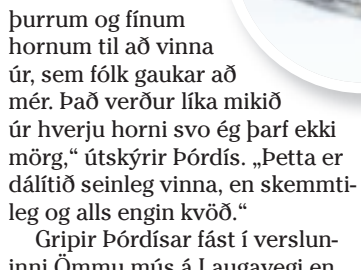 þurrum og fínum
hornum til að vinna
úr, sem fólk gaukar að
mér. Það verður líka mikið
úr hverju horni svo ég þarf ekki
mörg,“ útskýrir Þórdís. „Þetta er
dálítið seinleg vinna, en skemmti-
leg og alls engin kvöð.“
Gripir Þórdísar fást í verslun-
inni Ömmu mús á Laugavegi en